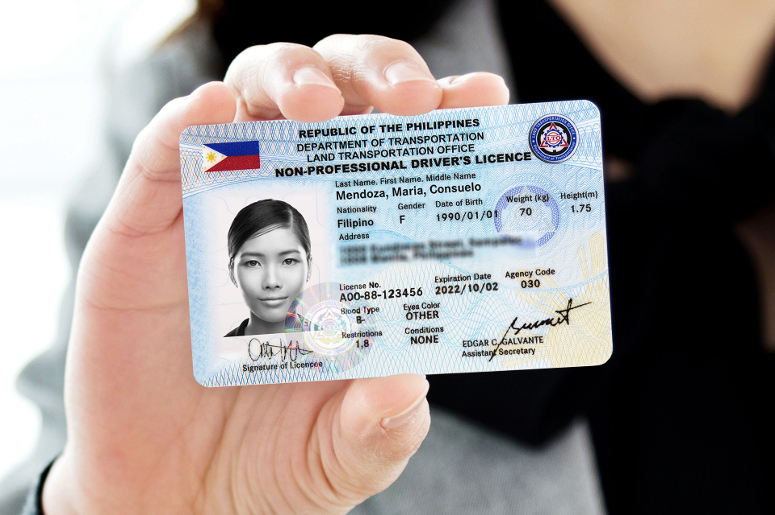 REPUBLIC OF THE PHILIPPINES
DEPARTMENT OF TRANSPORTATION
LAND TRANSPORTATION OFFICE
NON-PROFESSIONAL DRIVER'S LICENCE
Last Name. First Name. Middle Name
Mendoza, Maria, Consuelo
Nationality Gender Date of Birth Weight (kg) Height(m)
Filipino F 1990/01/01 70 1.75
Address
License No. Expiration Date Agency Code
A00-88-123456 2022/10/02 030
Blood Type Eyes Color
B- OTHER
Restrictions Conditions
1,8 NONE
EDGAR C. GALVANTE
Assistant Secretary
Signature of Licencee